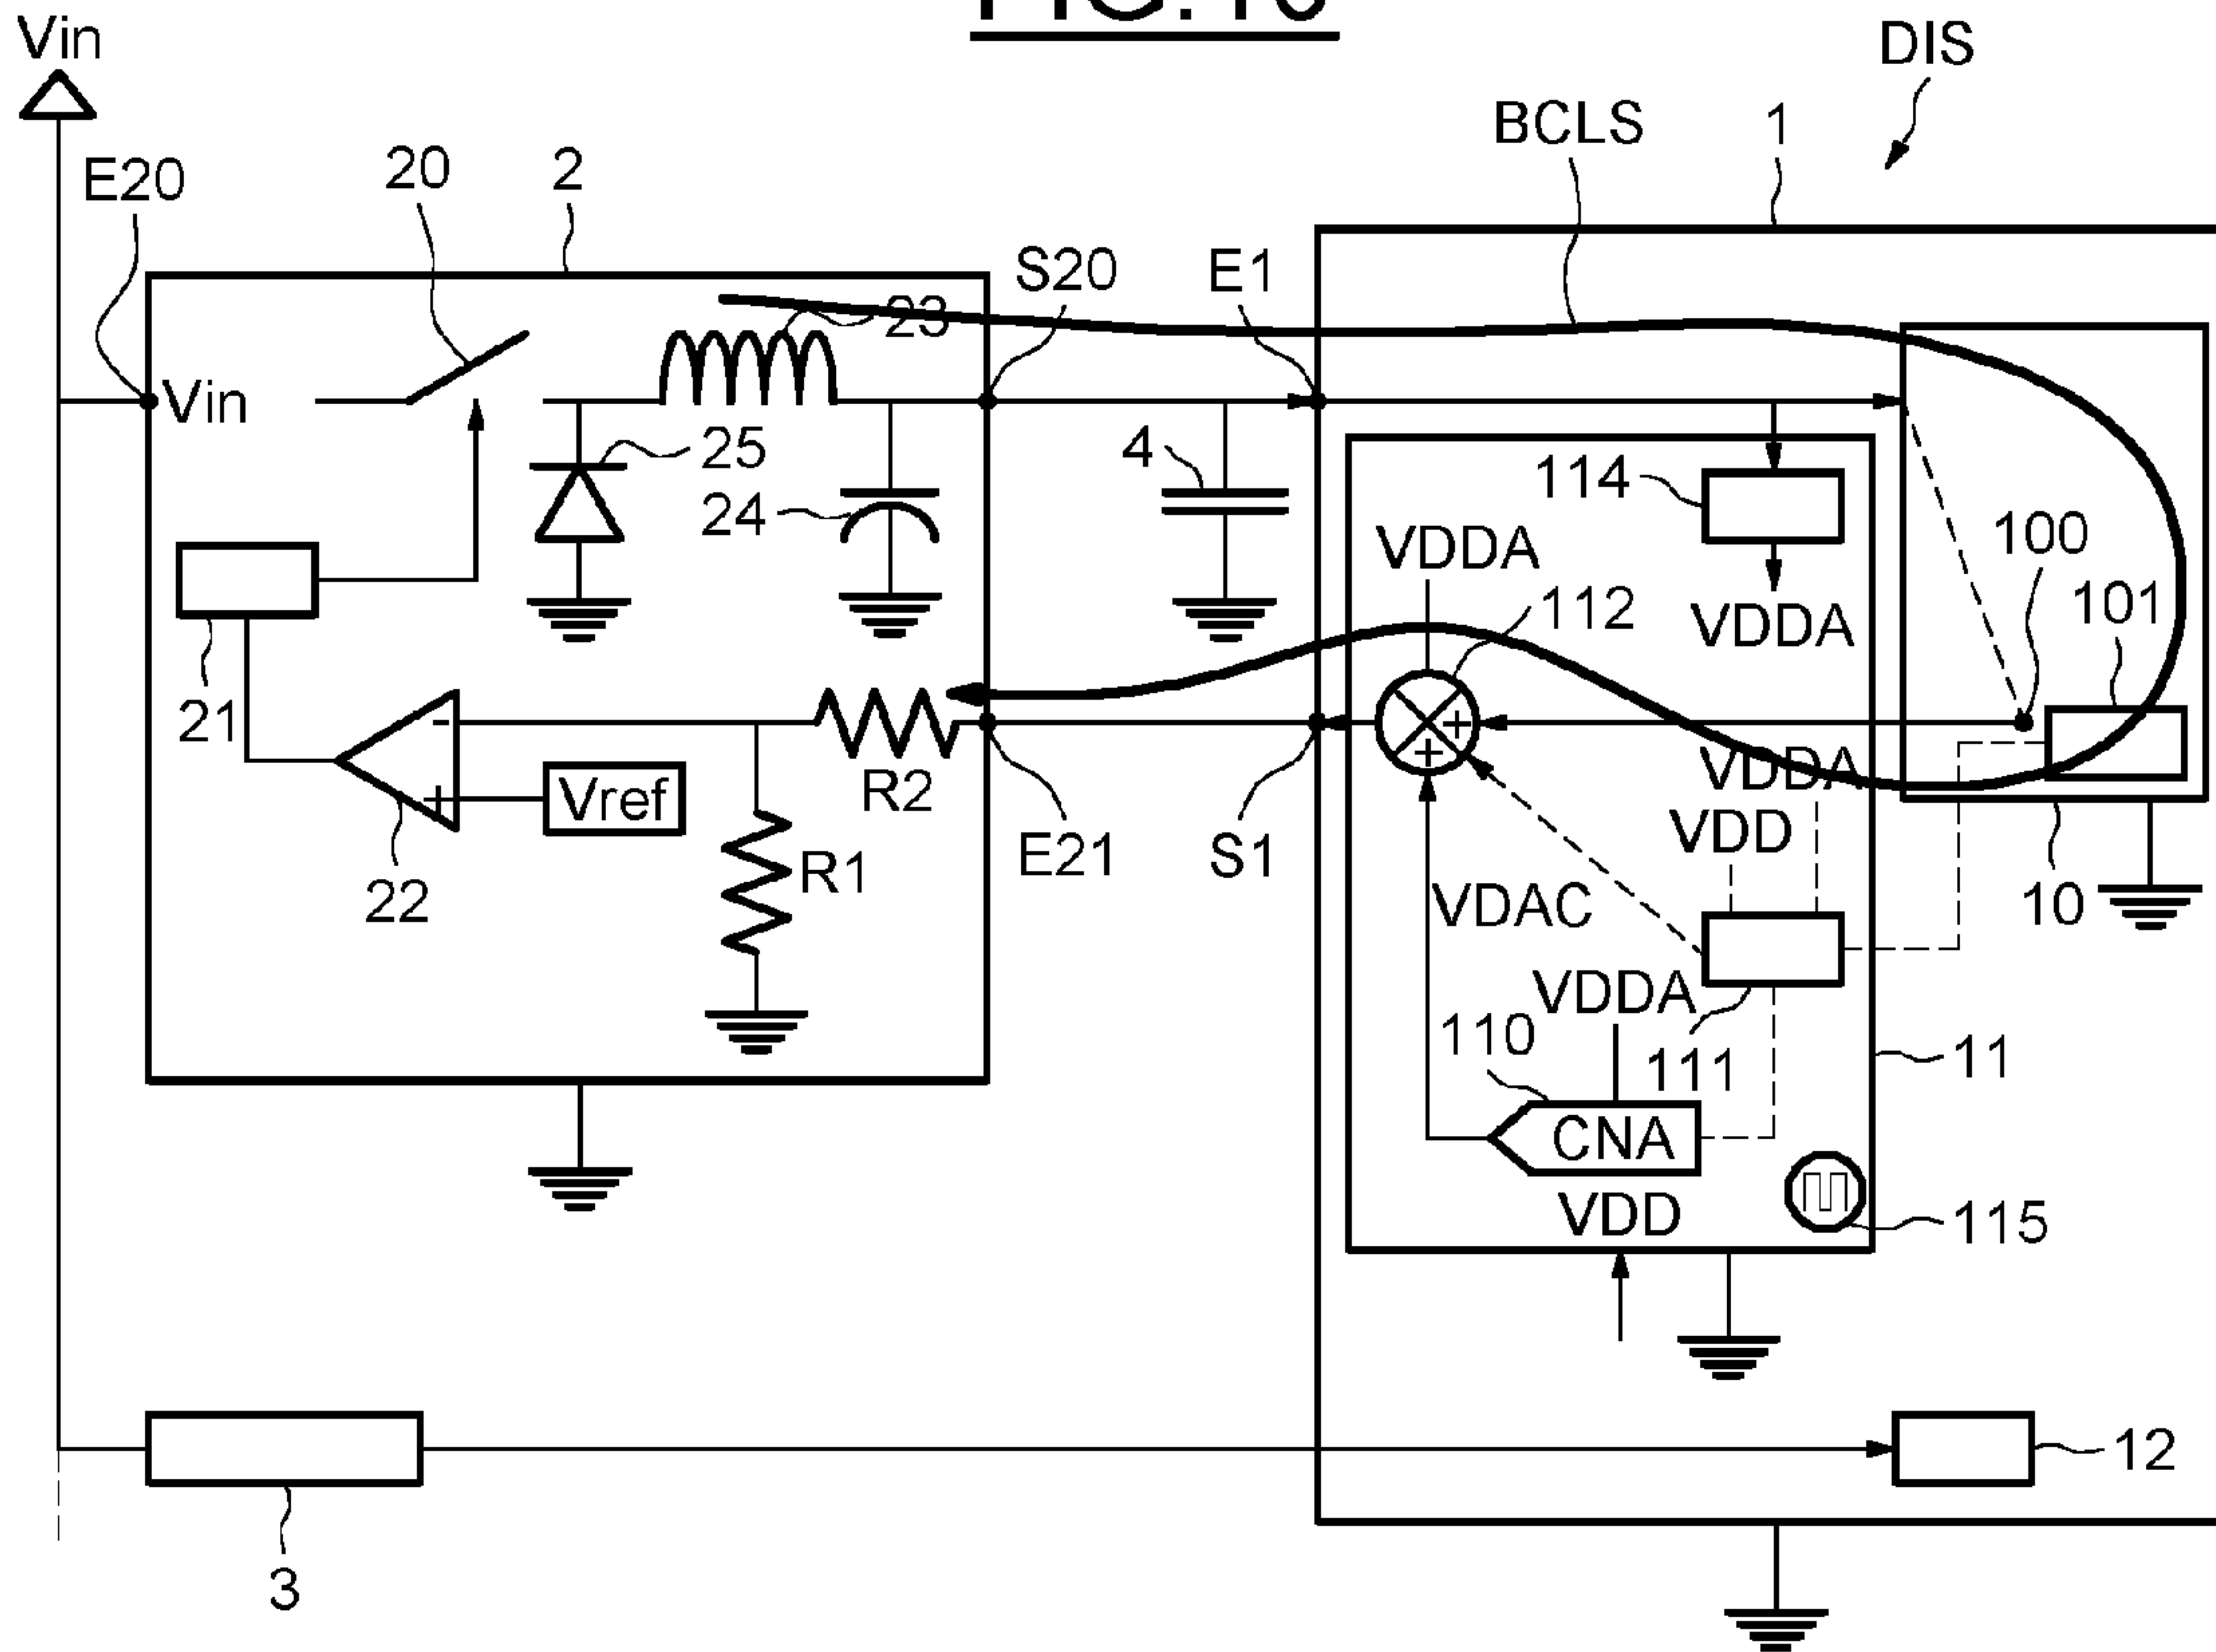 Vin
DIS
BCLS
1
E20
20
2
S20
E1
23
Vin
25
4
114
24
100
VDDA
112
101
VDDA
21
-
+
+
VDDA
Vref
R2
+
VDD
E21
S1
R1
22
VDAC
10
VDDA
110
111
11
CNA
VDD
115
12
3